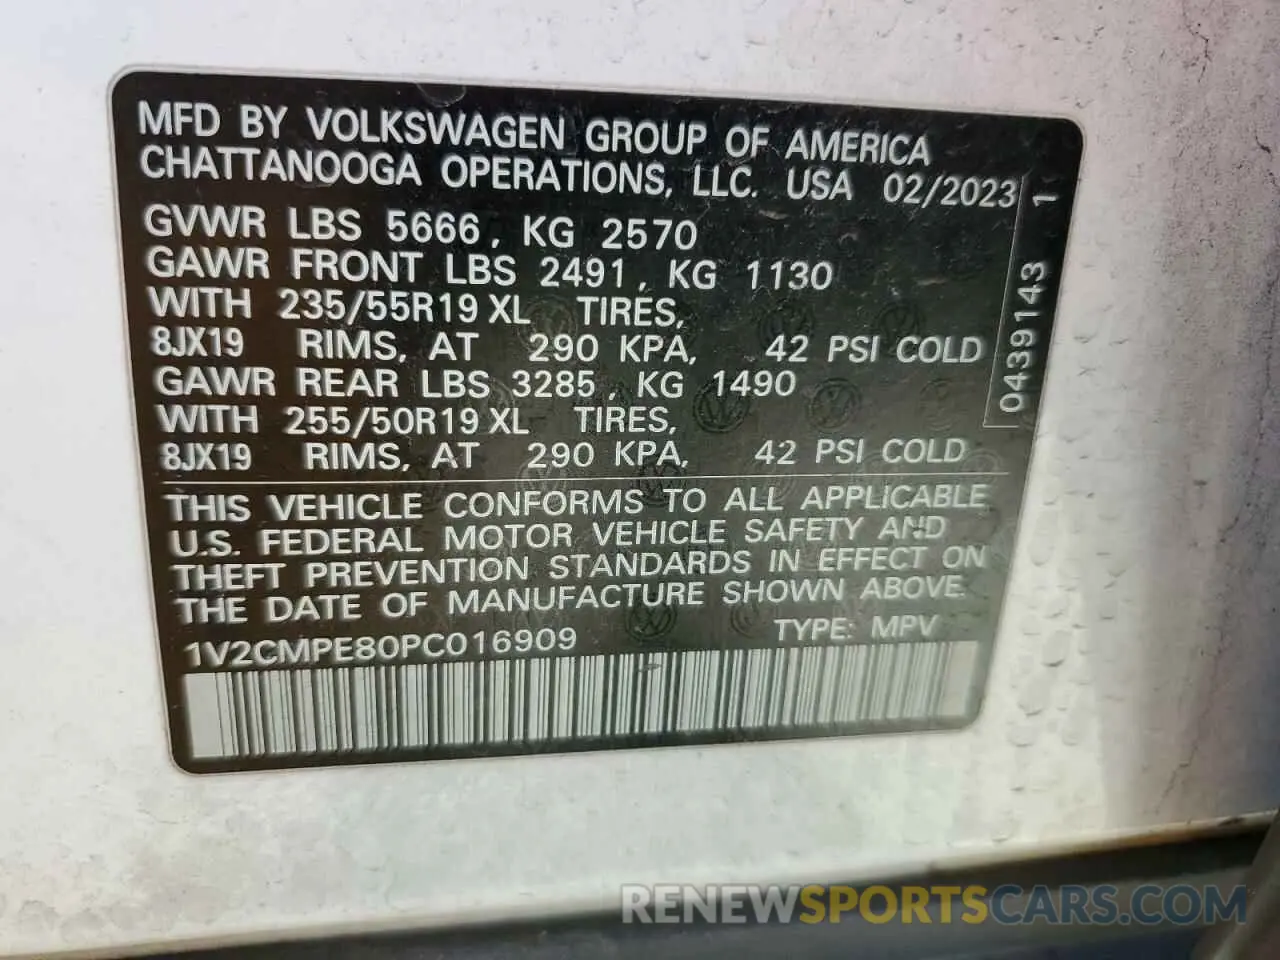 MFD BY VOLKSWAGEN GROUP OF AMERICA
CHATTANOOGA OPERATIONS, LLC. USA 02/2023
GVWR LBS 5666, KG 2570
GAWR FRONT LBS 2491, KG 1130
WITH 235/55R19 XL TIRES,
8JX19 RIMS, AT 290 KPA, 42 PSI COLD
GAWR REAR LBS 3285, KG 1490
WITH 255/50R19 XL TIRES,
8JX19 RIMS, AT 290 KPA, 42 PSI COLD
0439143 1
THIS VEHICLE CONFORMS TO ALL APPLICABLE
U.S. FEDERAL MOTOR VEHICLE SAFETY AND
THEFT PREVENTION STANDARDS IN EFFECT ON
THE DATE OF MANUFACTURE SHOWN ABOVE.
1V2CMPE80PC016909 TYPE: MPV
RENEWSPORTSCARS.COM